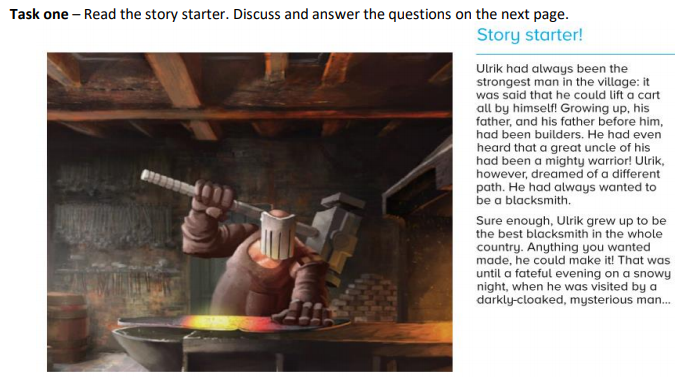 Task one – Read the story starter. Discuss and answer the questions on the next page.
Story starter!
Ulrik had always been the
strongest man in the village: it
was said that he could lift a cart
all by himself! Growing up, his
father, and his father before him,
had been builders. He had even
heard that a great uncle of his
had been a mighty warrior! Ulrik,
however, dreamed of a different
path. He had always wanted to
be a blacksmith.
Sure enough, Ulrik grew up to be
the best blacksmith in the whole
country. Anything you wanted
made, he could make it! That was
until a fateful evening on a snowy
night, when he was visited by a
darkly-cloaked, mysterious man...